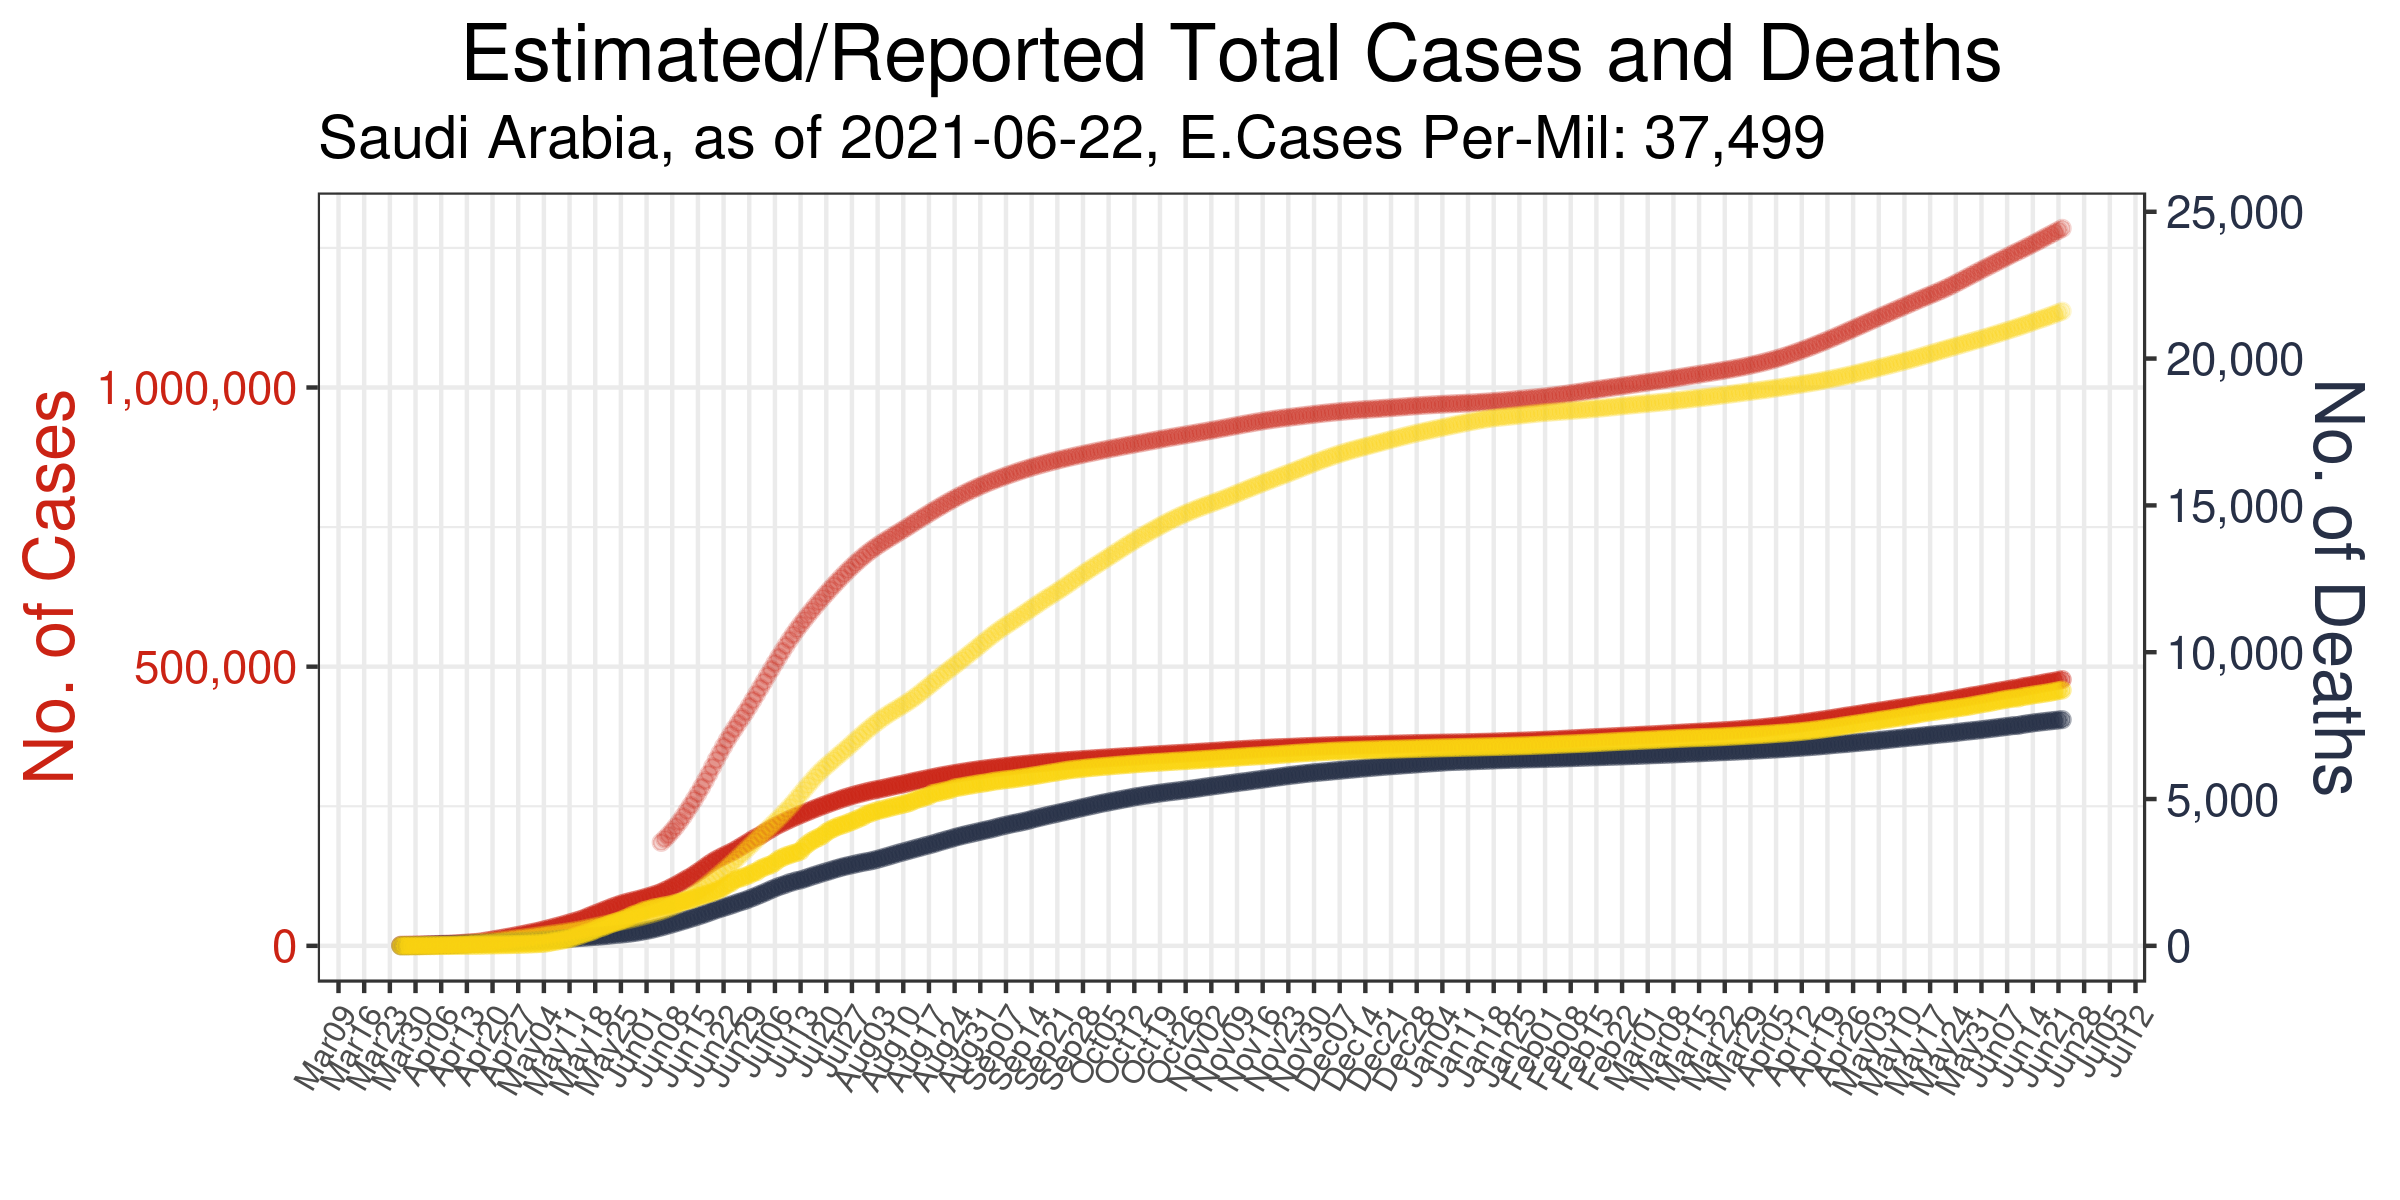 Estimated/Reported Total Cases and Deaths
Saudi Arabia, as of 2021-06-22, E.Cases Per-Mil: 37,499
No. of Cases
1,000,000
500,000
0
25,000
20,000
15,000
10,000
5,000
0
No. of Deaths
Mar09
Mar16
Mar23
Mar30
Apr06
Apr13
Apr20
Apr27
May04
May11
May18
May25
Jun01
Jun08
Jun15
Jun22
Jun29
Jul06
Jul13
Jul20
Jul27
Aug03
Aug10
Aug17
Aug24
Aug31
Sep07
Sep14
Sep21
Sep28
Oct05
Oct12
Oct19
Oct26
Nov02
Nov09
Nov16
Nov23
Nov30
Dec07
Dec14
Dec21
Dec28
Jan04
Jan11
Jan18
Jan25
Feb01
Feb08
Feb15
Feb22
Mar01
Mar08
Mar15
Mar22
Mar29
Apr05
Apr12
Apr19
Apr26
May03
May10
May17
May24
May31
Jun07
Jun14
Jun21
Jun28
Jul05
Jul12